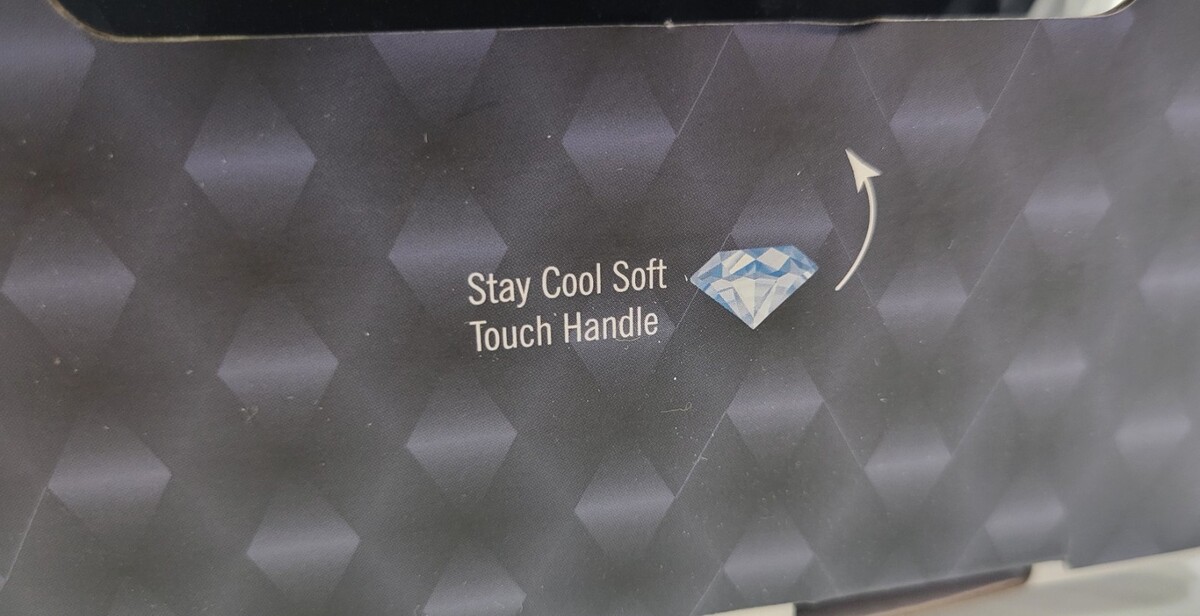 Stay Cool Soft
Touch Handle